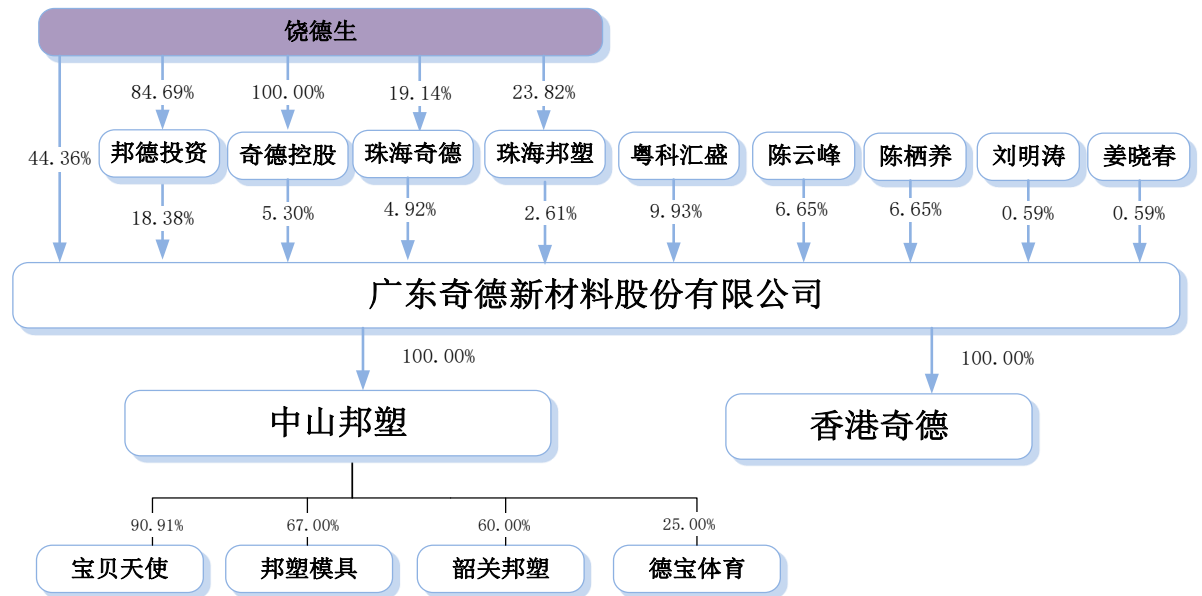 饶德生
84.69%
100.00%
19.14%
23.82%
44.36%
邦德投资
奇德控股
珠海奇德
珠海邦塑
粤科汇盛
陈云峰
陈栖养
刘明涛
姜晓春
18.38%
5.30%
4.92%
2.61%
9.93%
6.65%
6.65%
0.59%
0.59%
广东奇德新材料股份有限公司
100.00%
100.00%
中山邦塑
香港奇德
90.91%
67.00%
60.00%
25.00%
宝贝天使
邦塑模具
韶关邦塑
德宝体育